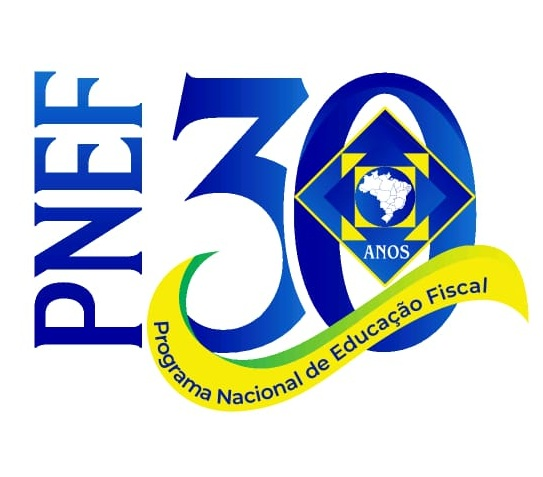 PNEF
30
ANOS
Programa Nacional de Educação Fiscal